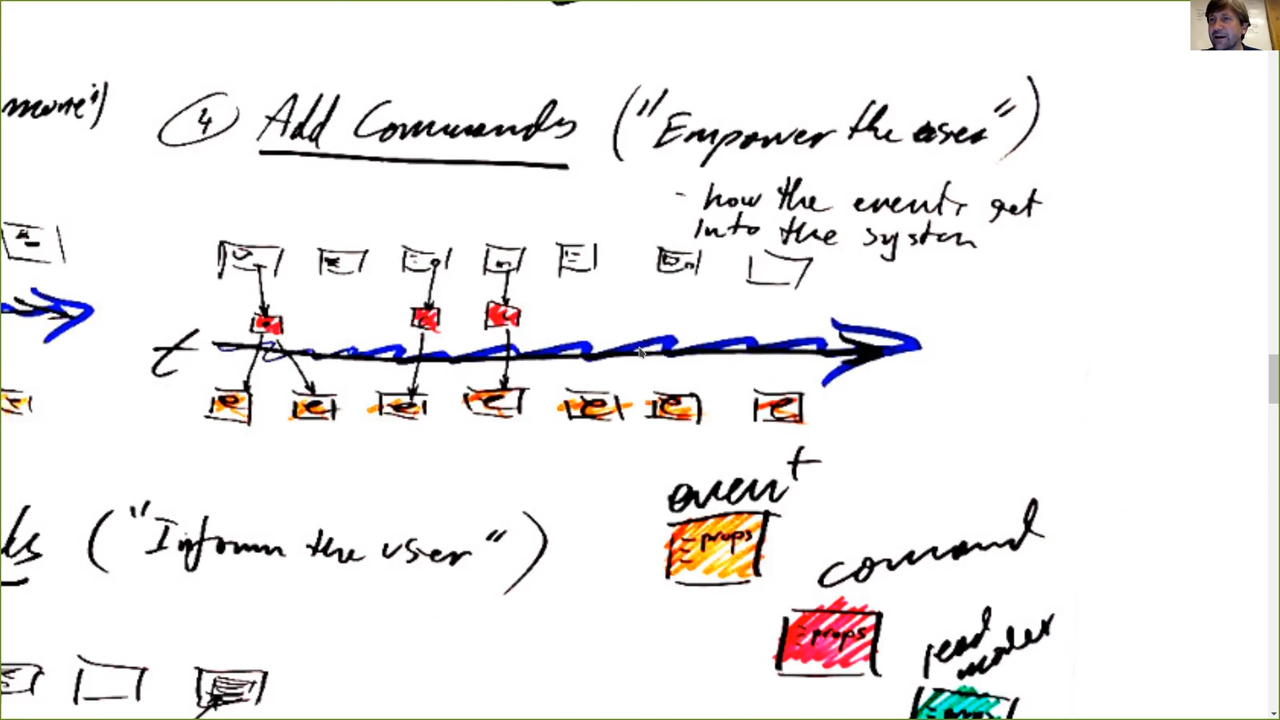 ④ Add Commands ("Empower the user")
- how the events get
into the system
t
e e e e e e e
event
props
command
props
("Inform the user")
read
model